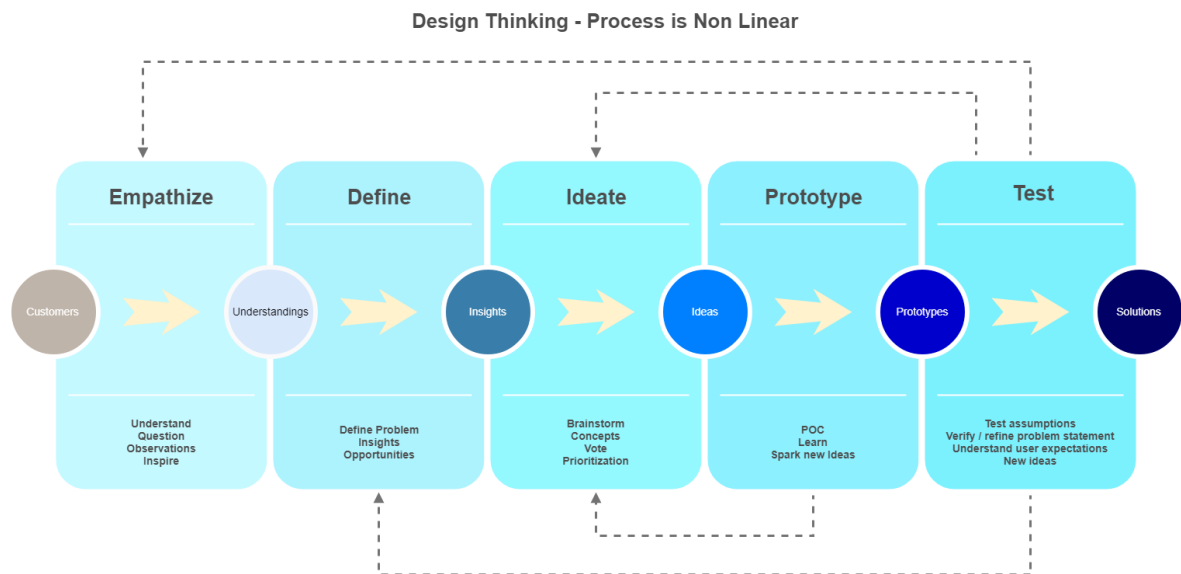 Design Thinking - Process is Non Linear
Empathize
Define
Ideate
Prototype
Test
Customers
Understandings
Insights
Ideas
Prototypes
Solutions
Understand
Question
Observations
Inspire
Define Problem
Insights
Opportunities
Brainstorm
Concepts
Vote
Prioritization
POC
Learn
Spark new Ideas
Test assumptions
Verify / refine problem statement
Understand user expectations
New ideas